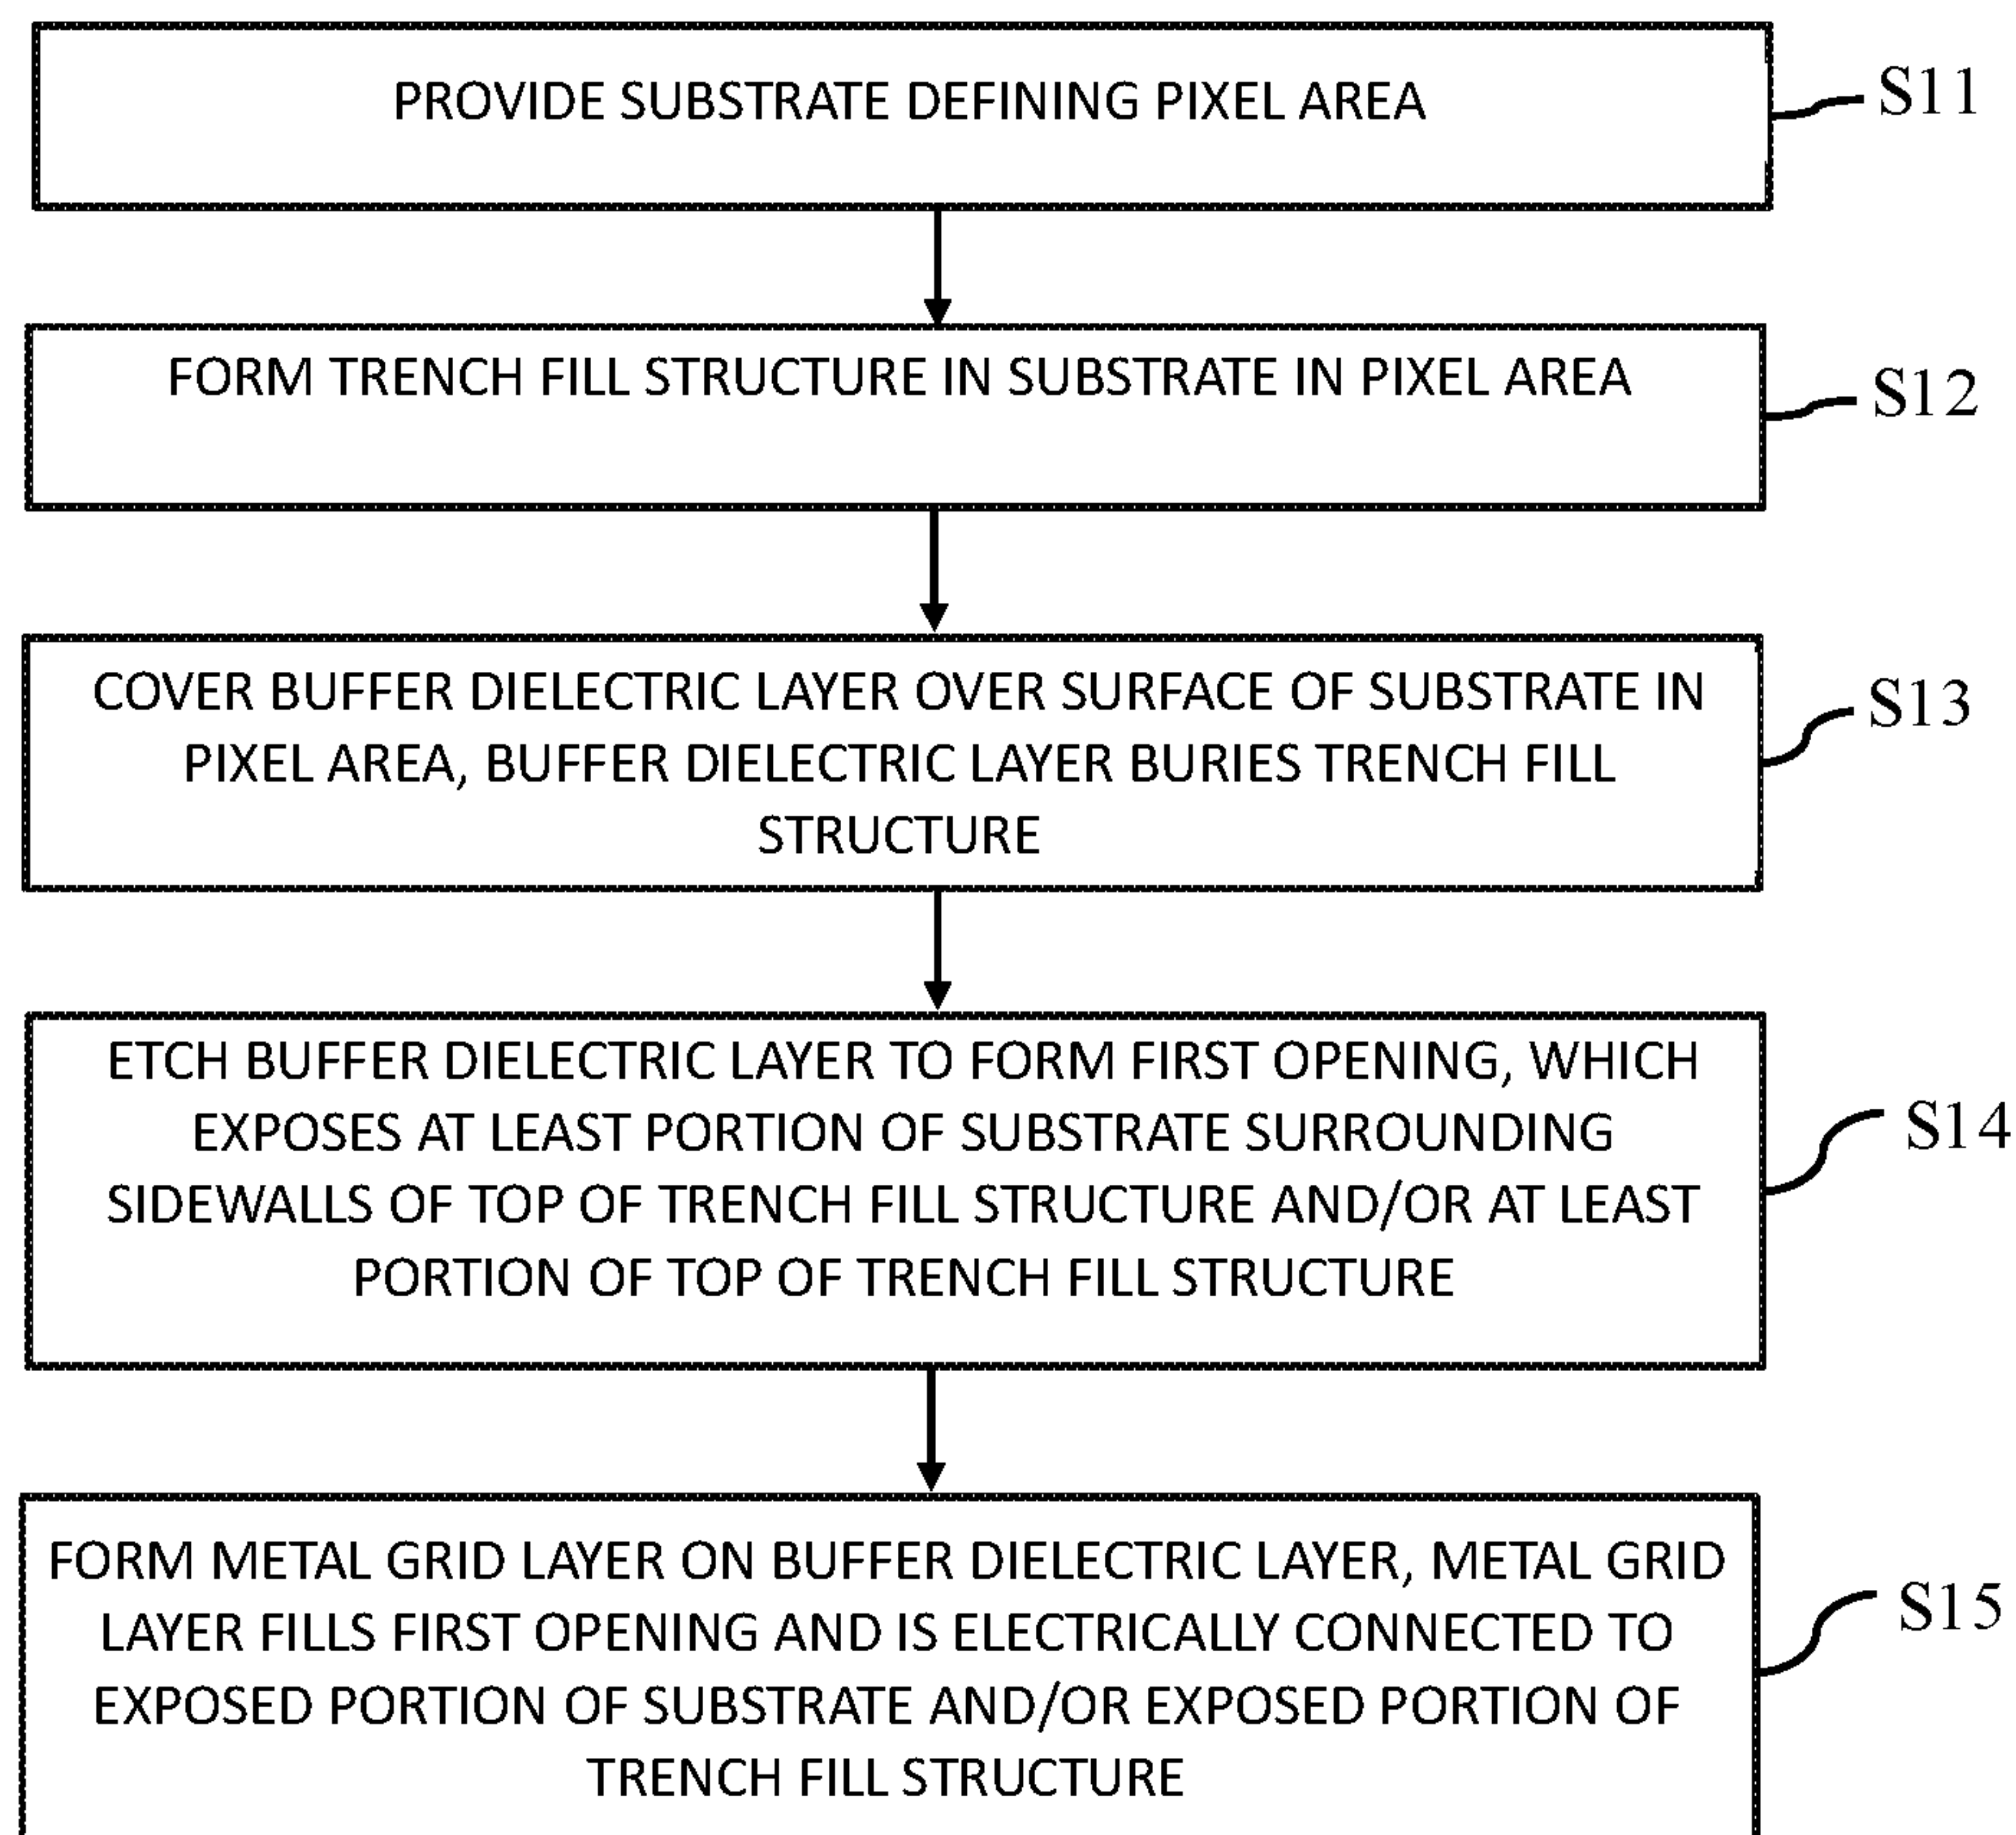 PROVIDE SUBSTRATE DEFINING PIXEL AREA
S11
FORM TRENCH FILL STRUCTURE IN SUBSTRATE IN PIXEL AREA
S12
COVER BUFFER DIELECTRIC LAYER OVER SURFACE OF SUBSTRATE IN
PIXEL AREA, BUFFER DIELECTRIC LAYER BURIES TRENCH FILL
STRUCTURE
S13
ETCH BUFFER DIELECTRIC LAYER TO FORM FIRST OPENING, WHICH
EXPOSES AT LEAST PORTION OF SUBSTRATE SURROUNDING
SIDEWALLS OF TOP OF TRENCH FILL STRUCTURE AND/OR AT LEAST
PORTION OF TOP OF TRENCH FILL STRUCTURE
S14
FORM METAL GRID LAYER ON BUFFER DIELECTRIC LAYER, METAL GRID
LAYER FILLS FIRST OPENING AND IS ELECTRICALLY CONNECTED TO
EXPOSED PORTION OF SUBSTRATE AND/OR EXPOSED PORTION OF
TRENCH FILL STRUCTURE
S15